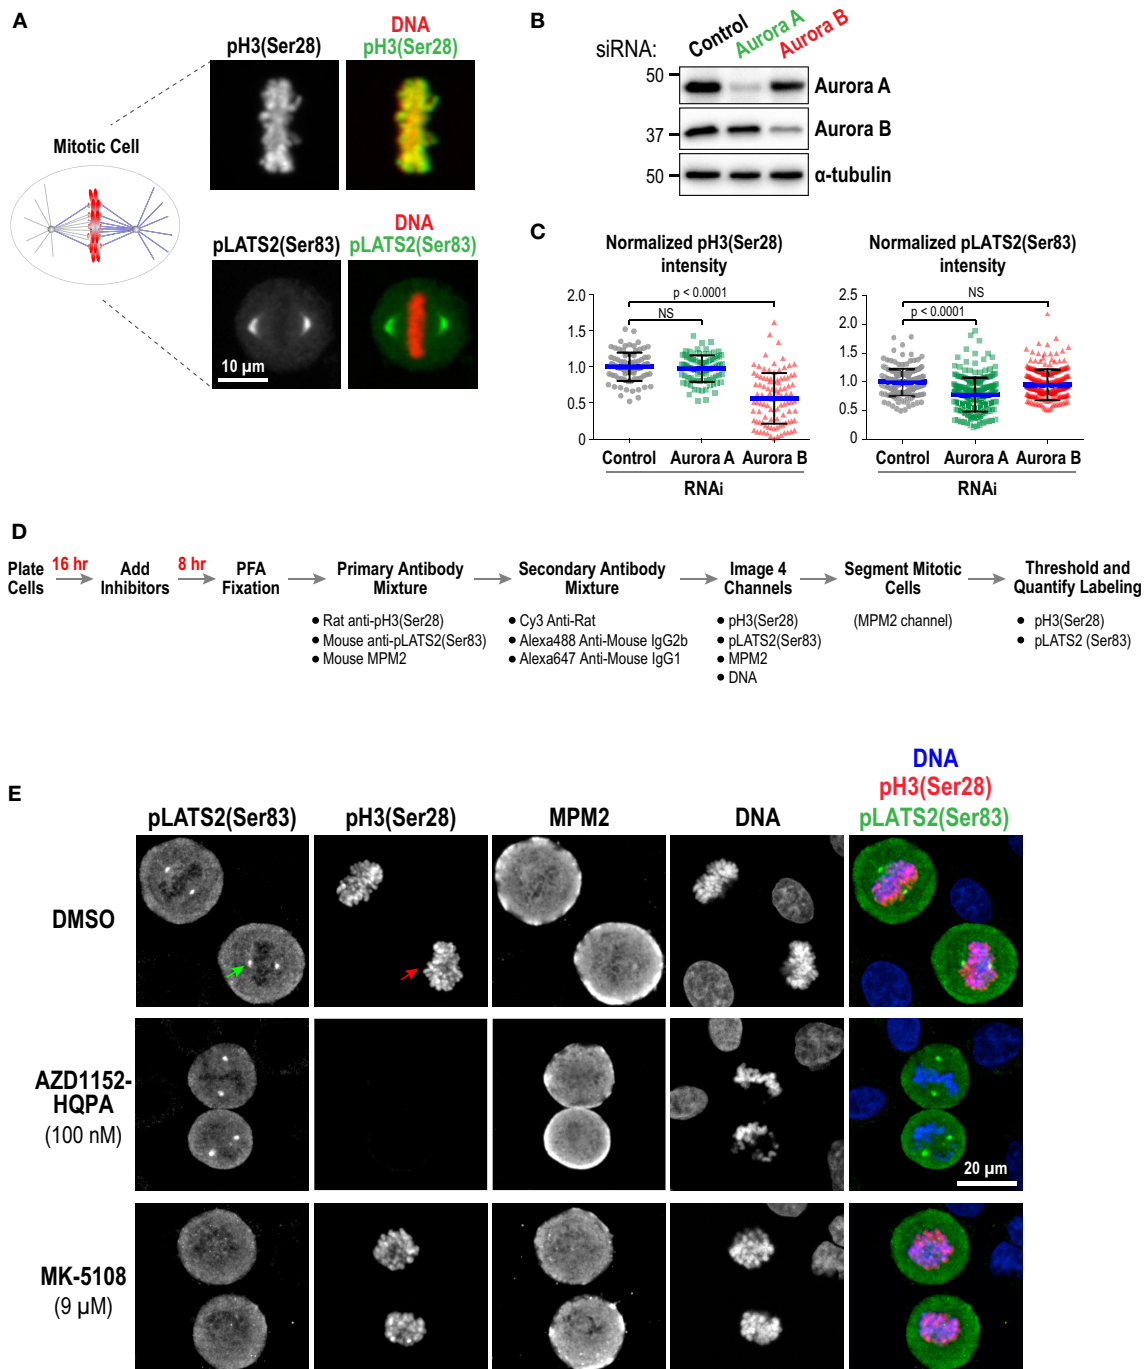 A
pH3(Ser28)
DNA
pH3(Ser28)
Mitotic Cell
pLATS2(Ser83)
DNA
pLATS2(Ser83)
10 µm
B
siRNA:
Control
Aurora A
Aurora B
50
Aurora A
37
Aurora B
50
α-tubulin
C
Normalized pH3(Ser28)
intensity
p < 0.0001
NS
2.0
1.5
1.0
0.5
0
Control
Aurora A
Aurora B
RNAi
Normalized pLATS2(Ser83)
intensity
NS
p < 0.0001
2.5
2.0
1.5
1.0
0.5
0
Control
Aurora A
Aurora B
RNAi
D
Plate
Cells
16 hr
Add
Inhibitors
8 hr
PFA
Fixation
Primary Antibody
Mixture
• Rat anti-pH3(Ser28)
• Mouse anti-pLATS2(Ser83)
• Mouse MPM2
Secondary Antibody
Mixture
• Cy3 Anti-Rat
• Alexa488 Anti-Mouse IgG2b
• Alexa647 Anti-Mouse IgG1
Image 4
Channels
• pH3(Ser28)
• pLATS2(Ser83)
• MPM2
• DNA
Segment Mitotic
Cells
(MPM2 channel)
Threshold and
Quantify Labeling
• pH3(Ser28)
• pLATS2 (Ser83)
E
pLATS2(Ser83)
pH3(Ser28)
MPM2
DNA
DNA
pH3(Ser28)
pLATS2(Ser83)
DMSO
AZD1152-
HQPA
(100 nM)
20 µm
MK-5108
(9 µM)